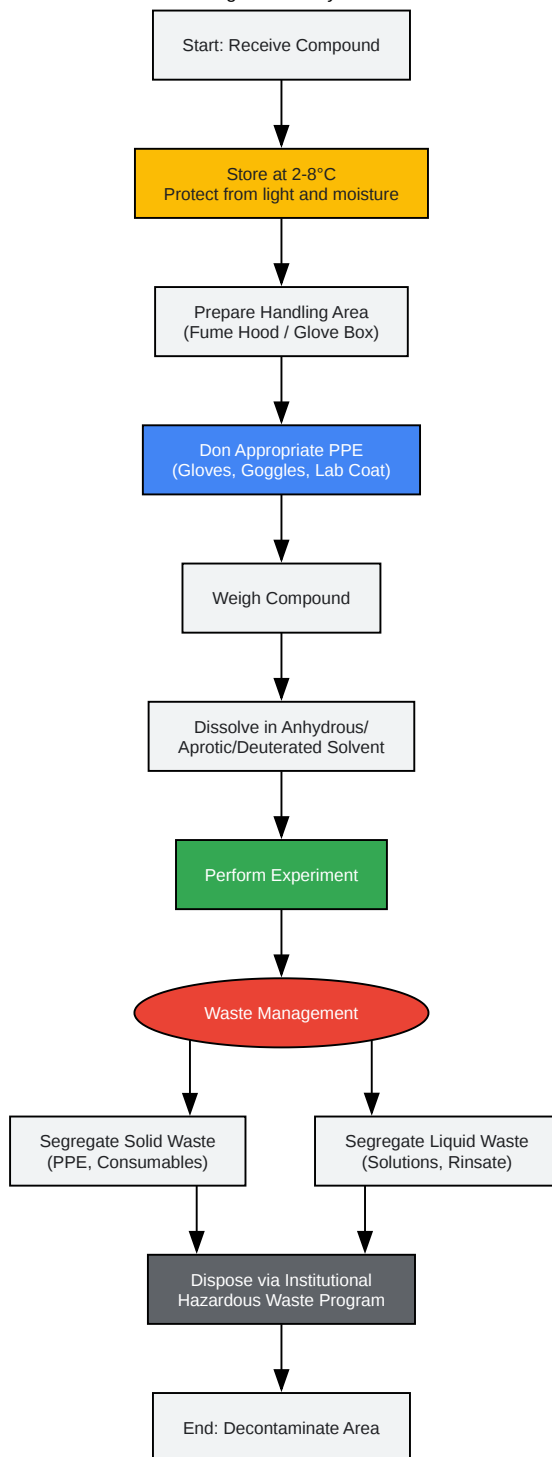 Start: Receive Compound
Store at 2-8°C
Protect from light and moisture
Prepare Handling Area
(Fume Hood / Glove Box)
Don Appropriate PPE
(Gloves, Goggles, Lab Coat)
Weigh Compound
Dissolve in Anhydrous/
Aprotic/Deuterated Solvent
Perform Experiment
Waste Management
Segregate Solid Waste
(PPE, Consumables)
Segregate Liquid Waste
(Solutions, Rinsate)
Dispose via Institutional
Hazardous Waste Program
End: Decontaminate Area